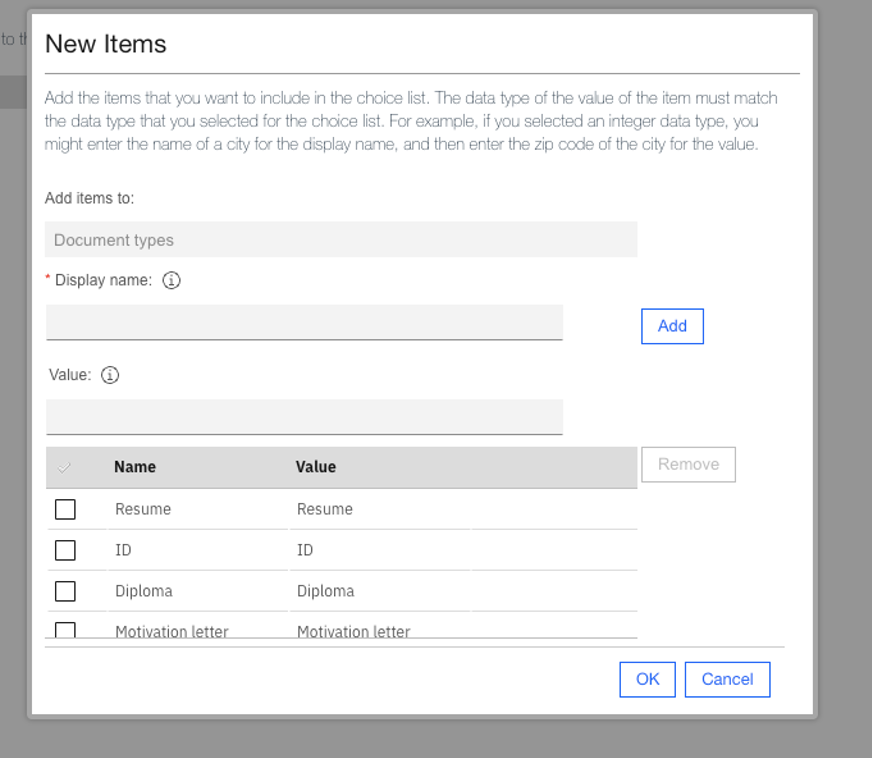 to th
New Items
Add the items that you want to include in the choice list. The data type of the value of the item must match
the data type that you selected for the choice list. For example, if you selected an integer data type, you
might enter the name of a city for the display name, and then enter the zip code of the city for the value.
Add items to:
Document types
* Display name:
Add
Value:
Name Value
Remove
Resume Resume
ID ID
Diploma Diploma
Motivation letter Motivation letter
OK Cancel